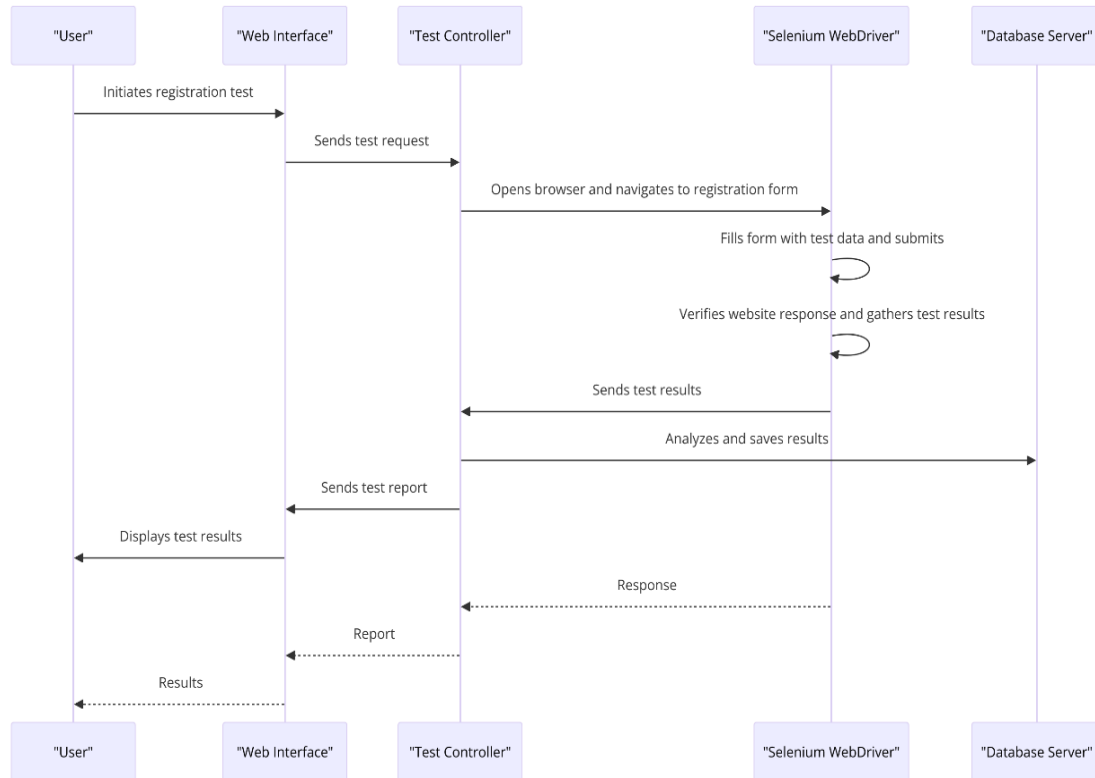 "User" "Web Interface" "Test Controller" "Selenium WebDriver" "Database Server"
Initiates registration test
Sends test request
Opens browser and navigates to registration form
Fills form with test data and submits
Verifies website response and gathers test results
Sends test results
Analyzes and saves results
Sends test report
Displays test results
Response
Report
Results
"User" "Web Interface" "Test Controller" "Selenium WebDriver" "Database Server"